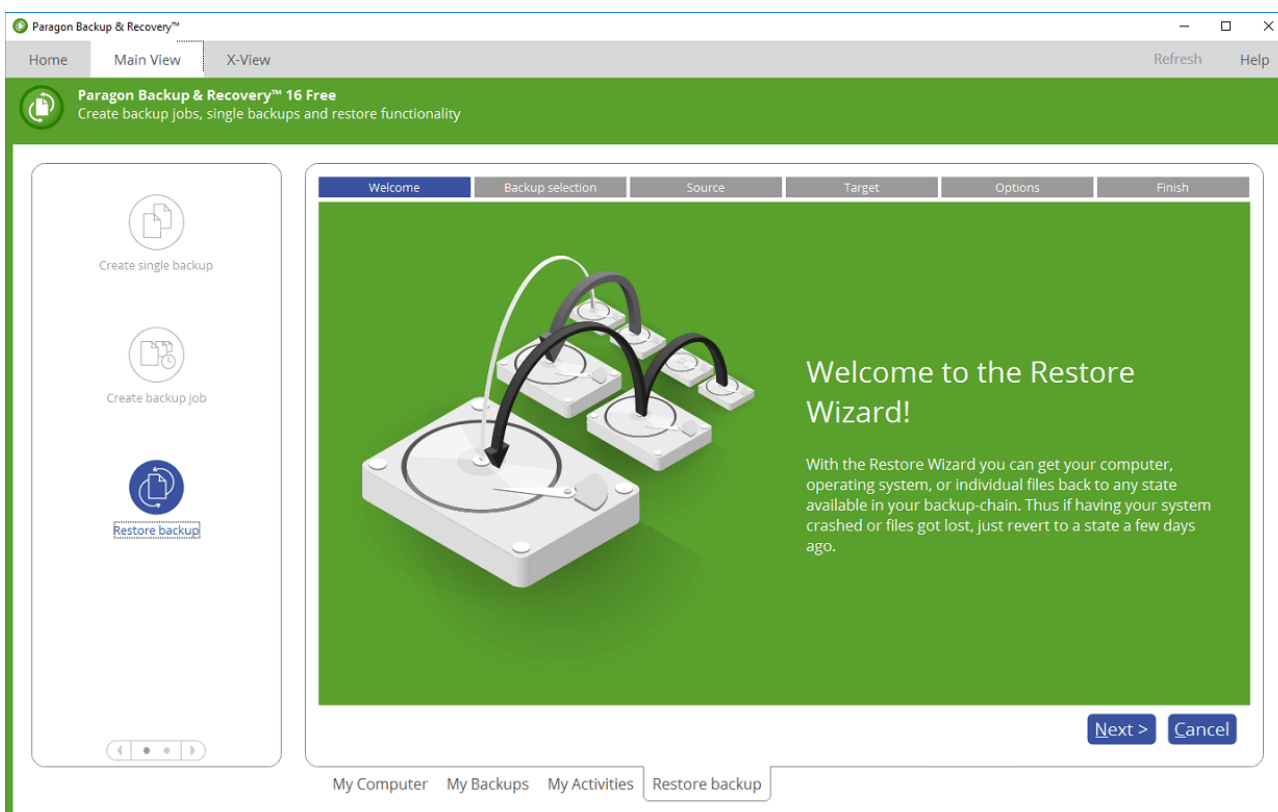 Paragon Backup & Recovery™
Home Main View X-View Refresh Help
Paragon Backup & Recovery™ 16 Free
Create backup jobs, single backups and restore functionality
Create single backup
Create backup job
Restore backup
Welcome Backup selection Source Target Options Finish
Welcome to the Restore
Wizard!
With the Restore Wizard you can get your computer,
operating system, or individual files back to any state
available in your backup-chain. Thus if having your system
crashed or files got lost, just revert to a state a few days
ago.
Next > Cancel
My Computer My Backups My Activities Restore backup